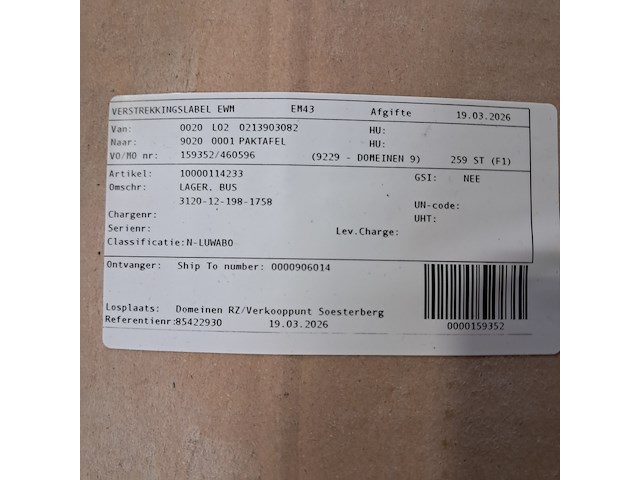 VERSTREKKINGSLABEL EWM EM43 Afgifte 19.03.2026
Van: 0020 L02 0213903082 HU:
Naar: 9020 0001 PAKTAFEL HU:
VO/MO nr: 159352/460596 (9229 - DOMEINEN 9) 259 ST (F1)
Artikel: 10000114233 GSI: NEE
Omschr: LAGER, BUS
3120-12-198-1758 UN-code:
Chargenr: UHT:
Serienr: Lev.Charge:
Classificatie:N-LUWABO
Ontvanger: Ship To number: 0000906014
Losplaats: Domeinen RZ/Verkooppunt Soesterberg
Referentienr:85422930 19.03.2026
0000159352